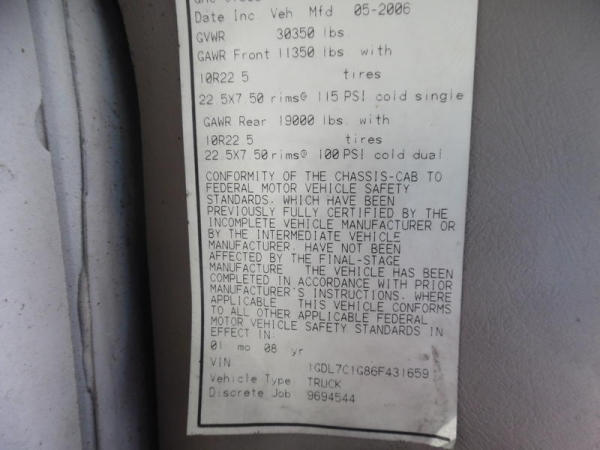 Date Inc Veh Mfd 05-2006
GVWR 30350 lbs
GAWR Front 11350 lbs with
10R22 5 tires
22.5X7.50 rims@ 115 PSI cold single
GAWR Rear 19000 lbs. with
10R22 5 tires
22.5X7.50 rims@ 100 PSI cold dual
CONFORMITY OF THE CHASSIS-CAB TO
FEDERAL MOTOR VEHICLE SAFETY
STANDARDS, WHICH HAVE BEEN
PREVIOUSLY FULLY CERTIFIED BY THE
INCOMPLETE VEHICLE MANUFACTURER OR
BY THE INTERMEDIATE VEHICLE
MANUFACTURER, HAVE NOT BEEN
AFFECTED BY THE FINAL-STAGE
MANUFACTURE THE VEHICLE HAS BEEN
COMPLETED IN ACCORDANCE WITH PRIOR
MANUFACTURER'S INSTRUCTIONS, WHERE
APPLICABLE THIS VEHICLE CONFORMS
TO ALL OTHER APPLICABLE FEDERAL
MOTOR VEHICLE SAFETY STANDARDS IN
EFFECT IN:
01 mo 08 yr
VIN 1GDL7C1G86F431659
Vehicle Type TRUCK
Discrete Job 9694544